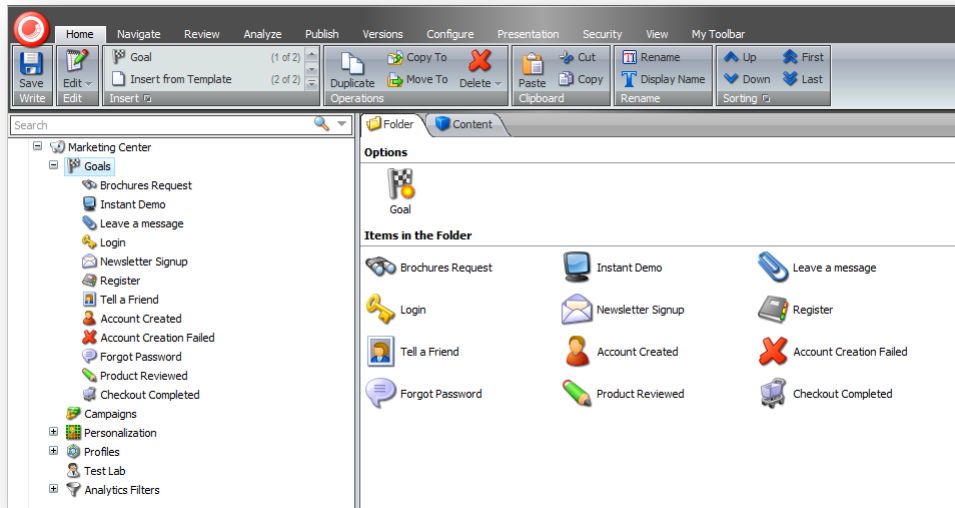 Home Navigate Review Analyze Publish Versions Configure Presentation Security View My Toolbar
Goal (1 of 2) Copy To Cut Rename Up First
Save Edit Insert from Template (2 of 2) Duplicate Move To Delete Paste Copy Display Name Down Last
Write Edit Insert Operations Clipboard Rename Sorting
Search
Marketing Center
Goals
Brochures Request
Instant Demo
Leave a message
Login
Newsletter Signup
Register
Tell a Friend
Account Created
Account Creation Failed
Forgot Password
Product Reviewed
Checkout Completed
Campaigns
Personalization
Profiles
Test Lab
Analytics Filters
Folder Content
Options
Goal
Items in the Folder
Brochures Request Instant Demo Leave a message
Login Newsletter Signup Register
Tell a Friend Account Created Account Creation Failed
Forgot Password Product Reviewed Checkout Completed